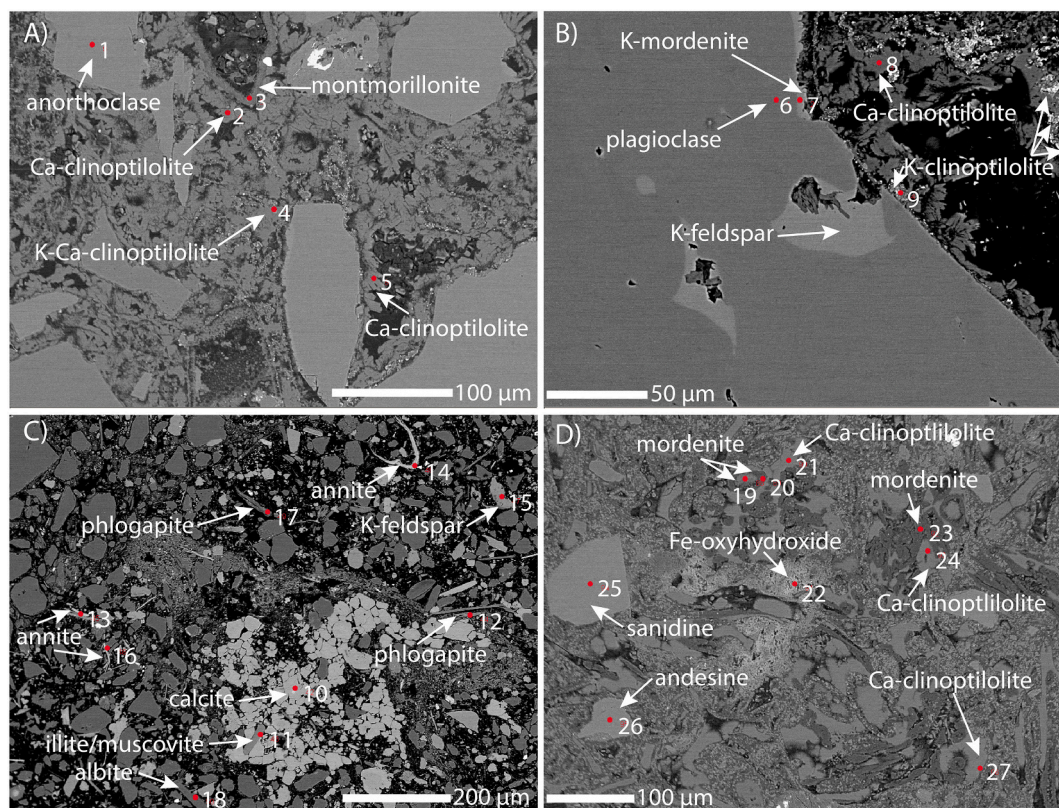 A)
1
anorthoclase
3
montmorillonite
2
Ca-clinoptilolite
4
K-Ca-clinoptilolite
5
Ca-clinoptilolite
100 µm
B)
K-mordenite
8
6
7
Ca-clinoptilolite
plagioclase
K-clinoptilolite
9
K-feldspar
50 µm
C)
14
annite
15
K-feldspar
17
phlogapite
13
annite
16
12
phlogapite
calcite
10
11
illite/muscovite
albite
18
200 µm
D)
Ca-clinoptlilolite
mordenite
21
19
20
mordenite
23
Fe-oxyhydroxide
24
22
Ca-clinoptlilolite
25
sanidine
andesine
Ca-clinoptilolite
26
27
100 µm